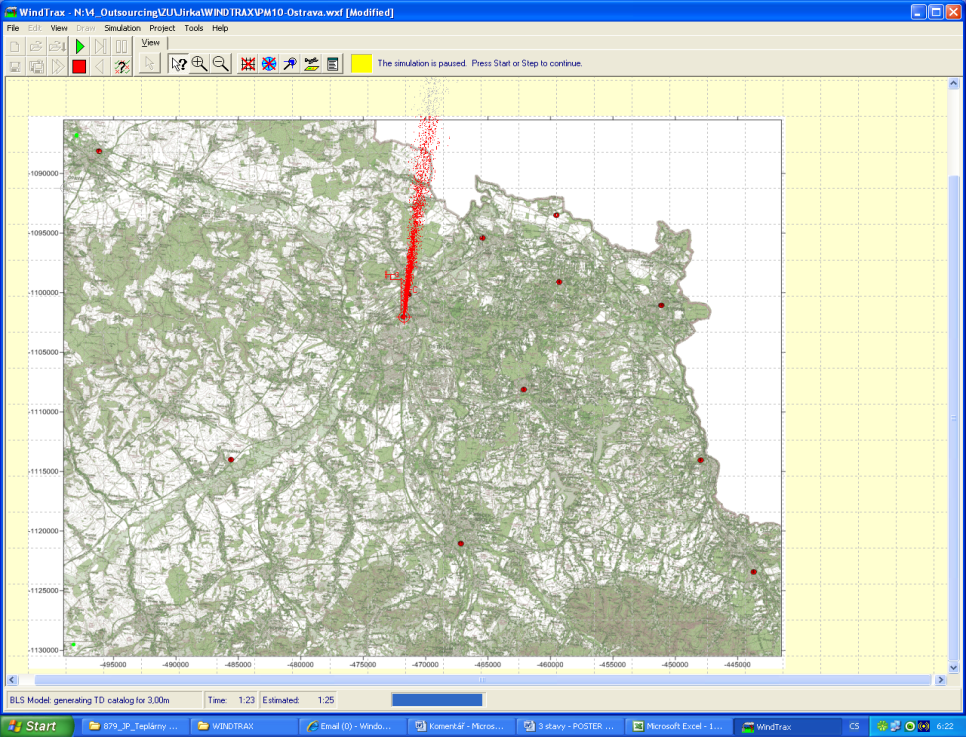 WindTrax - N:\4_Outsourcing\ZU\Jirka\WINDTRAX\PM10-Ostrava.wxf [Modified]
File Edit View Draw Simulation Project Tools Help
View
The simulation is paused. Press Start or Step to continue.
-1090000
-1095000
-1100000
-1105000
-1110000
-1115000
-1120000
-1125000
-1130000
-495000 -490000 -485000 -480000 -475000 -470000 -465000 -460000 -455000 -450000 -445000
BLS Model: generating TD catalog for 3,00m Time: 1:23 Estimated: 1:25
Start 879_JP_Teplárny ... WINDTRAX Email (0) - Windo... Komentář - Micros... 3 stavy - POSTER ... Microsoft Excel - 1... WindTrax CS 6:22